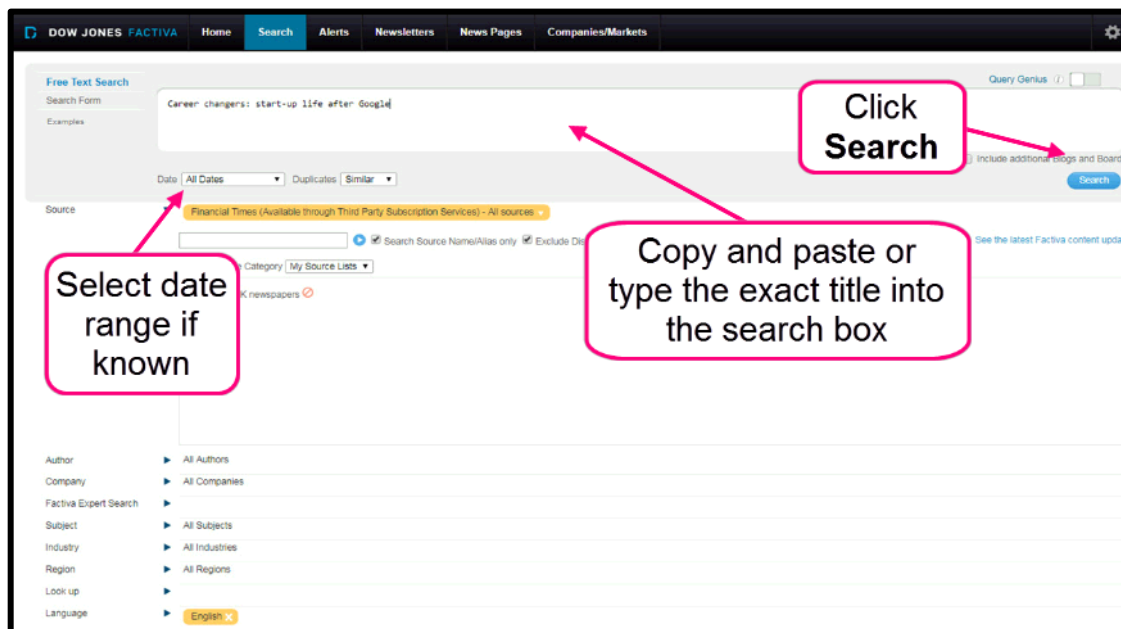 DOW JONES FACTIVA Home Search Alerts Newsletters News Pages Companies/Markets
Free Text Search
Query Genius
Search Form
Examples
Career changers: start-up life after Google
Click
Search
Include additional Blogs and Board
Date All Dates Duplicates Similar
Search
Source
Financial Times (Available through Third Party Subscription Services) - All sources
Search Source Name/Alias only Exclude Dis
See the latest Factiva content upda
Category My Source Lists
K newspapers
Select date
range if
known
Copy and paste or
type the exact title into
the search box
Author All Authors
Company All Companies
Factiva Expert Search
Subject All Subjects
Industry All Industries
Region All Regions
Look up
Language English